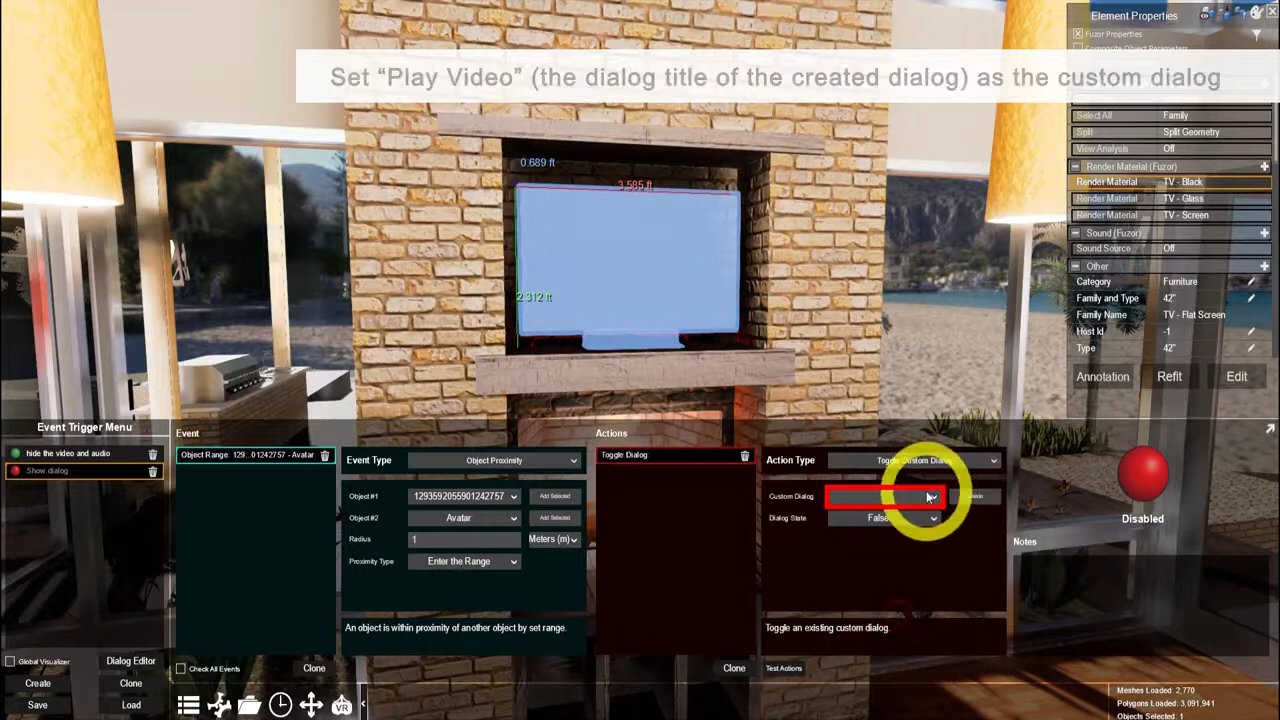 Element Properties
Fuzor Properties
Composite Object Parameters
Set “Play Video” (the dialog title of the created dialog) as the custom dialog
Select All Family
Split Split Geometry
View Analysis Off
Render Material (Fuzor)
Render Material TV - Black
Render Material TV - Glass
Render Material TV - Screen
Sound (Fuzor)
Sound Source Off
Other
Category Furniture
Family and Type 42"
Family Name TV - Flat Screen
Host Id -1
Type 42"
Annotation Refit Edit
0.689 ft
3.585 ft
2.312 ft
Event Trigger Menu
hide the video and audio
Show dialog
Global Visualizer Dialog Editor
Create Clone
Save Load
Event
Object Range: 129...01242757 - Avatar
Check All Events Clone
Event Type Object Proximity
Object #1 1293592055901242757 Add Selected
Object #2 Avatar Add Selected
Radius 1 Meters (m)
Proximity Type Enter the Range
An object is within proximity of another object by set range.
Actions
Toggle Dialog
Clone
Action Type Toggle Custom Dialog
Custom Dialog
Dialog State False
Toggle an existing custom dialog.
Test Actions
Disabled
Notes
VR
Meshes Loaded: 2,770
Polygons Loaded: 3,091,941
Objects Selected: 1